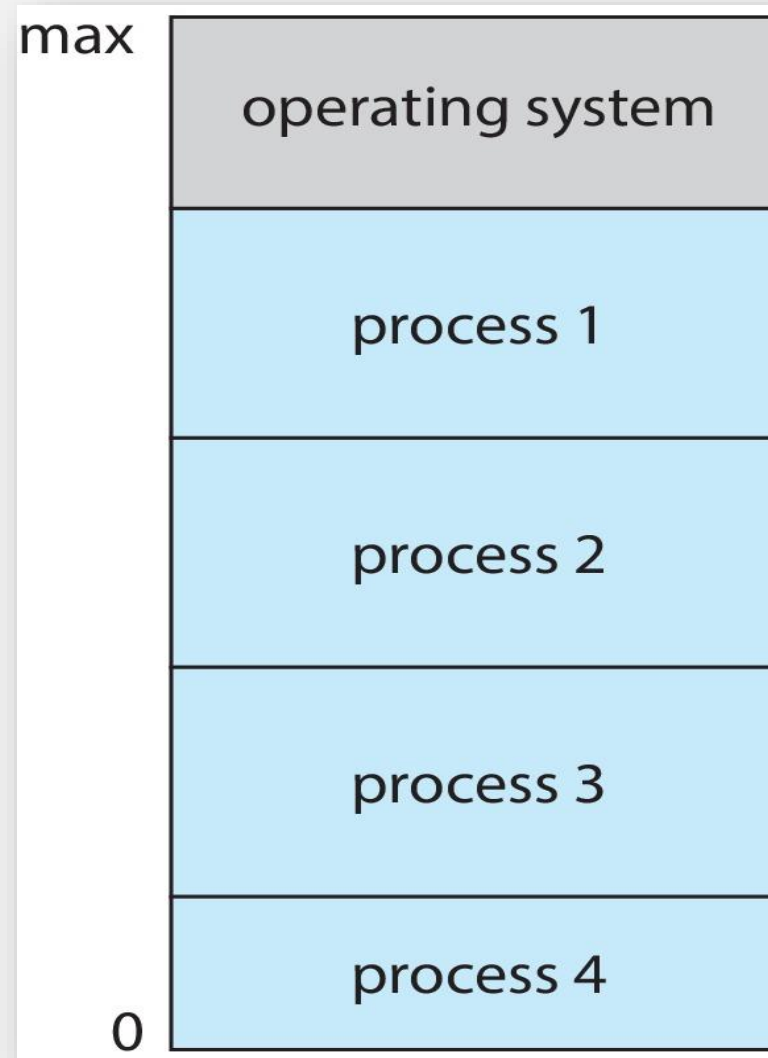 max
operating system
process 1
process 2
process 3
process 4
0